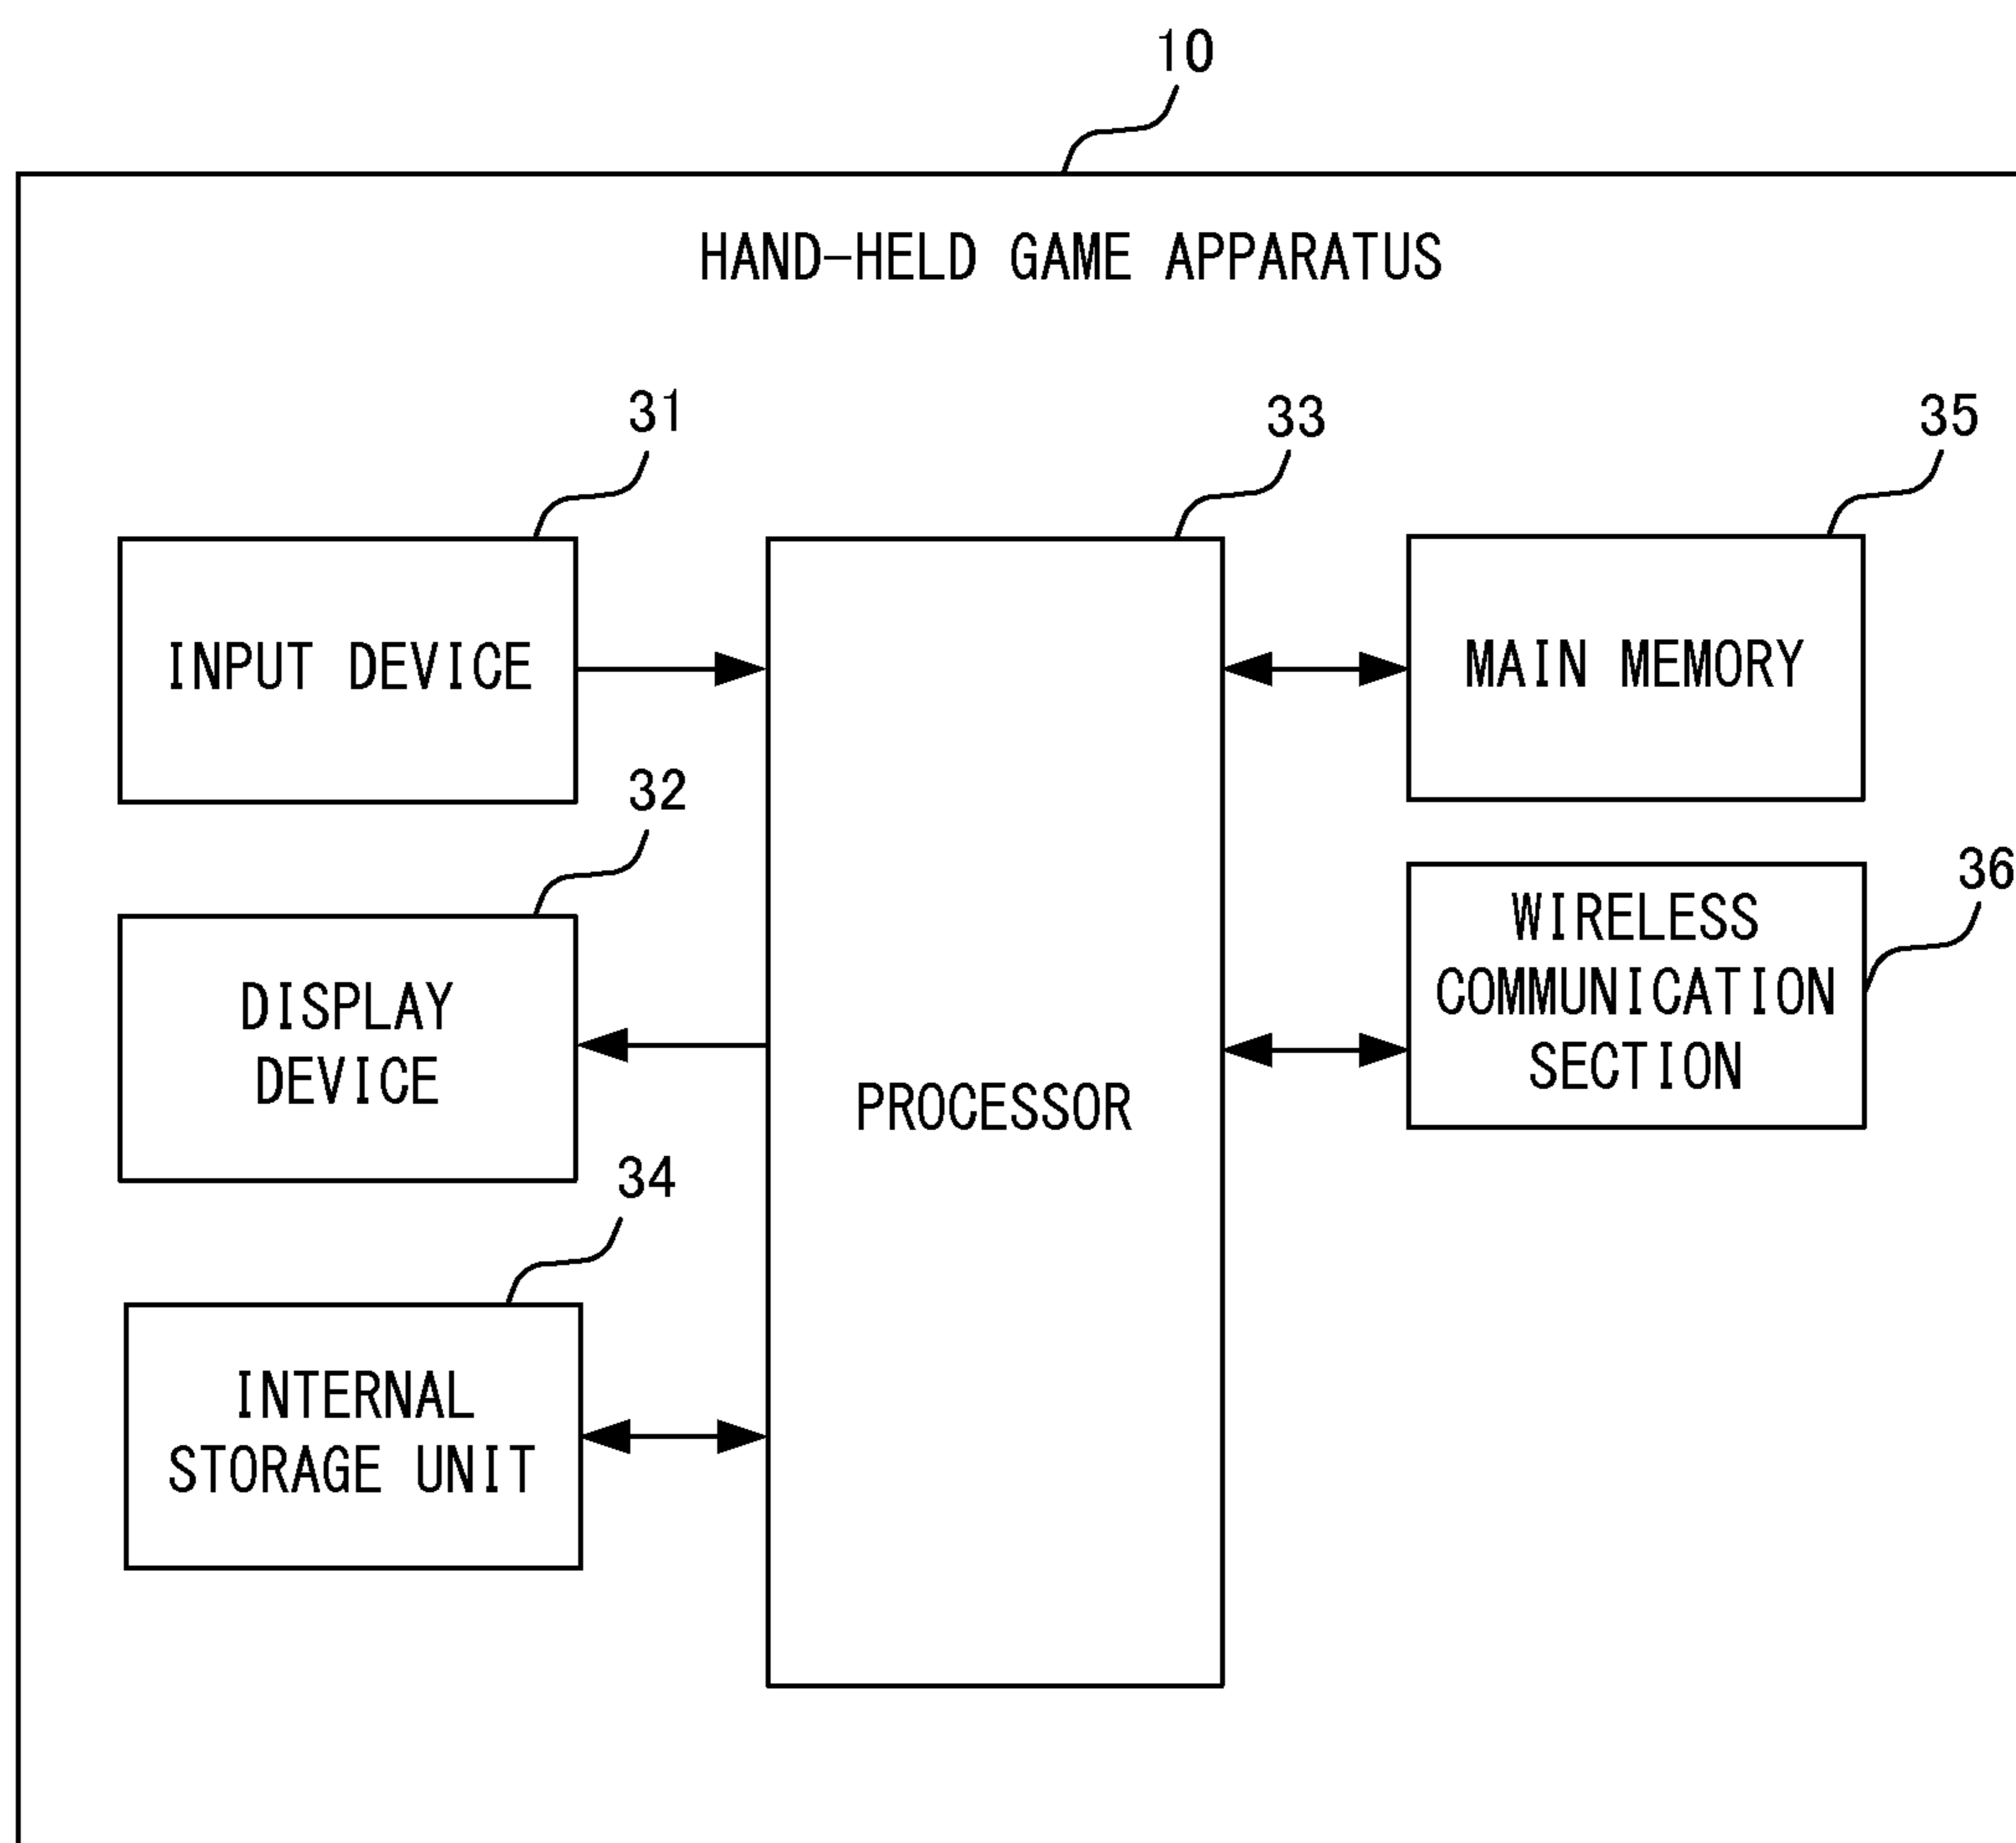 10
HAND-HELD GAME APPARATUS
31
33
35
INPUT DEVICE
MAIN MEMORY
32
36
DISPLAY
DEVICE
WIRELESS
COMMUNICATION
SECTION
PROCESSOR
34
INTERNAL
STORAGE UNIT